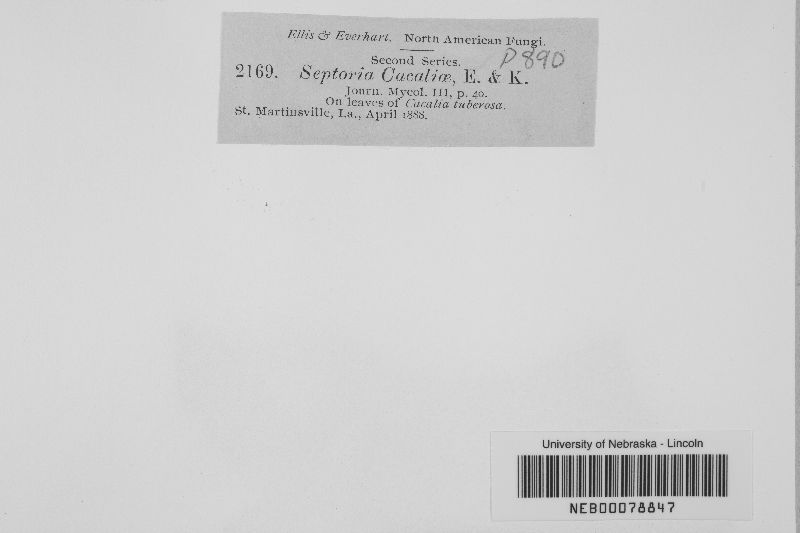 Ellis & Everhart. North American Fungi.
Second Series. P890
2169. Septoria Cacaliæ, E. & K.
Journ. Mycol. III, p. 40.
On leaves of Cacalia tuberosa.
St. Martinsville, La., April 1888.
University of Nebraska - Lincoln
NEB00078847